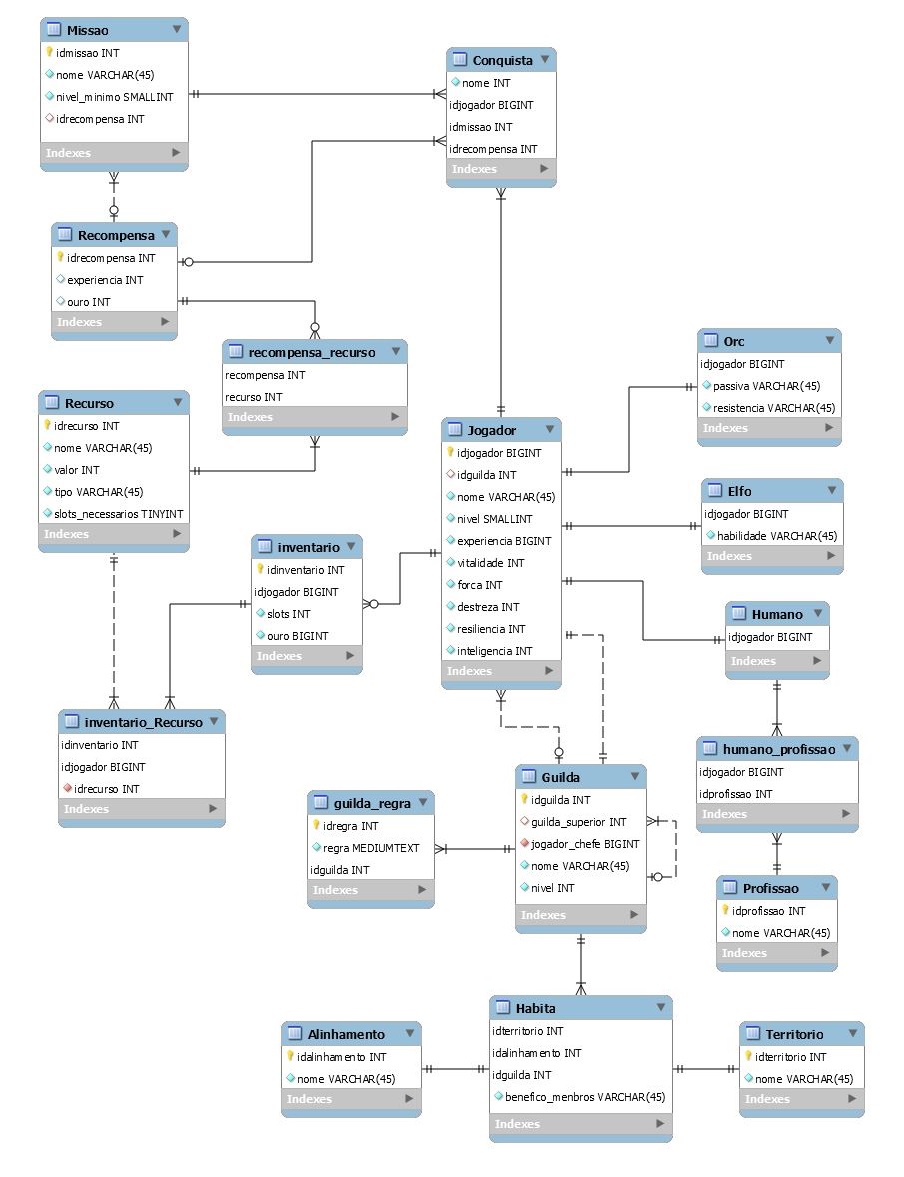 Missao
idmissao INT
nome VARCHAR(45)
nivel_minimo SMALLINT
idrecompensa INT
Indexes
Conquista
nome INT
idjogador BIGINT
idmissao INT
idrecompensa INT
Indexes
Recompensa
idrecompensa INT
experiencia INT
ouro INT
Indexes
recompensa_recurso
recompensa INT
recurso INT
Indexes
Orc
idjogador BIGINT
passiva VARCHAR(45)
resistencia VARCHAR(45)
Indexes
Recurso
idrecurso INT
nome VARCHAR(45)
valor INT
tipo VARCHAR(45)
slots_necessarios TINYINT
Indexes
Jogador
idjogador BIGINT
idguilda INT
nome VARCHAR(45)
nivel SMALLINT
experiencia BIGINT
vitalidade INT
forca INT
destreza INT
resiliencia INT
inteligencia INT
Indexes
Elfo
idjogador BIGINT
habilidade VARCHAR(45)
Indexes
inventario
idinventario INT
idjogador BIGINT
slots INT
ouro BIGINT
Indexes
Humano
idjogador BIGINT
Indexes
inventario_Recurso
idinventario INT
idjogador BIGINT
idrecurso INT
Indexes
humano_profissao
idjogador BIGINT
idprofissao INT
Indexes
Guilda
idguilda INT
guilda_superior INT
jogador_chefe BIGINT
nome VARCHAR(45)
nivel INT
Indexes
guilda_regra
idregra INT
regra MEDIUMTEXT
idguilda INT
Indexes
Profissao
idprofissao INT
nome VARCHAR(45)
Indexes
Habita
idterritorio INT
idalinhamento INT
idguilda INT
benefico_menbros VARCHAR(45)
Indexes
Alinhamento
idalinhamento INT
nome VARCHAR(45)
Indexes
Territorio
idterritorio INT
nome VARCHAR(45)
Indexes